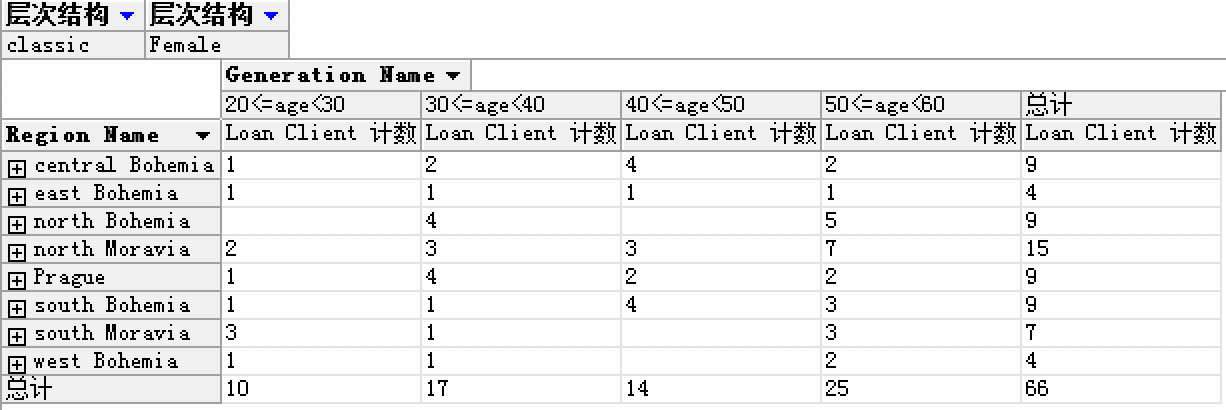 层次结构 层次结构
classic Female
Generation Name
20<=age<30 30<=age<40 40<=age<50 50<=age<60 总计
Region Name Loan Client 计数 Loan Client 计数 Loan Client 计数 Loan Client 计数 Loan Client 计数
central Bohemia 1 2 4 2 9
east Bohemia 1 1 1 1 4
north Bohemia 4 5 9
north Moravia 2 3 3 7 15
Prague 1 4 2 2 9
south Bohemia 1 1 4 3 9
south Moravia 3 1 3 7
west Bohemia 1 1 2 4
总计 10 17 14 25 66